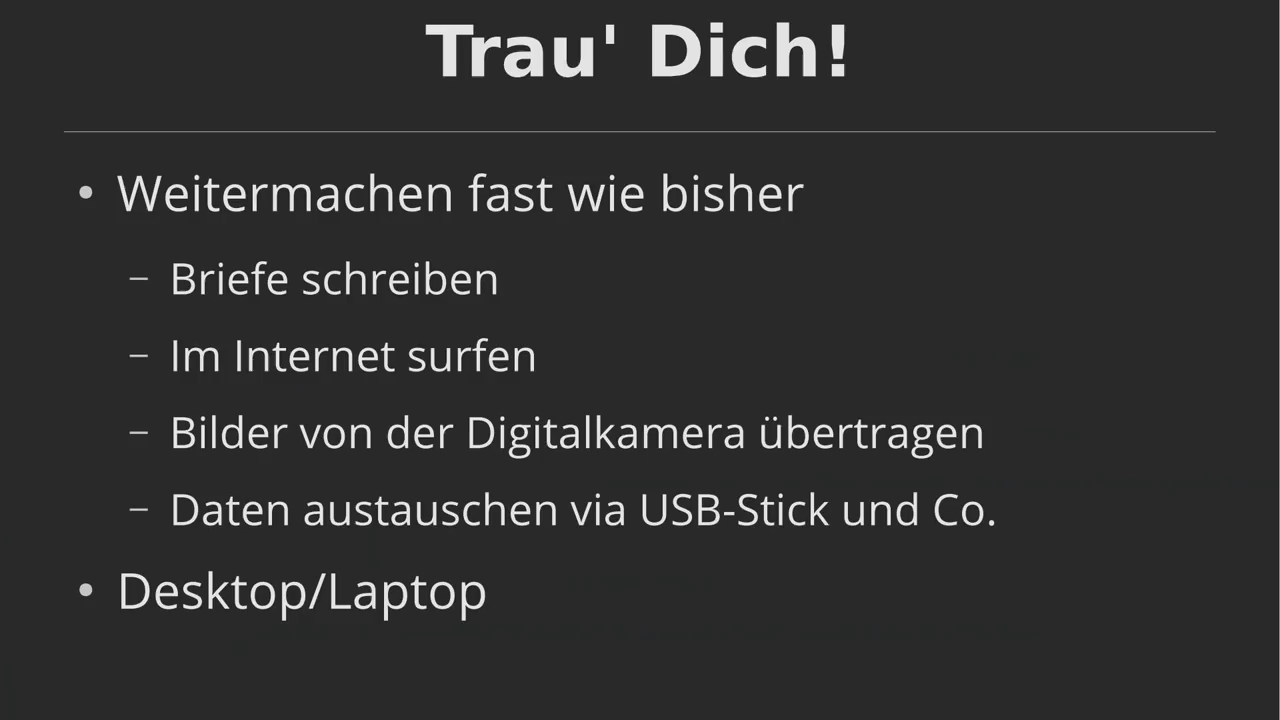 Trau' Dich!
• Weitermachen fast wie bisher
– Briefe schreiben
– Im Internet surfen
– Bilder von der Digitalkamera übertragen
– Daten austauschen via USB-Stick und Co.
• Desktop/Laptop